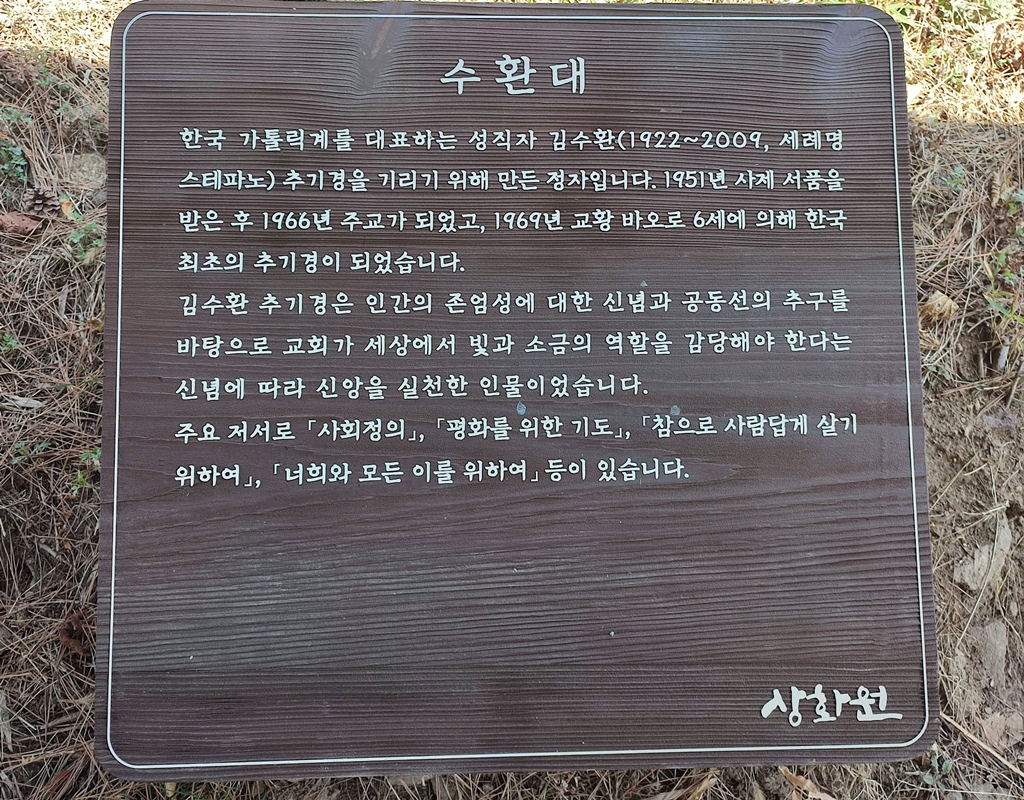 수환대
한국 가톨릭계를 대표하는 성직자 김수환(1922~2009, 세례명
스테파노) 추기경을 기리기 위해 만든 정자입니다. 1951년 사제 서품을
받은 후 1966년 주교가 되었고, 1969년 교황 바오로 6세에 의해 한국
최초의 추기경이 되었습니다.
김수환 추기경은 인간의 존엄성에 대한 신념과 공동선의 추구를
바탕으로 교회가 세상에서 빛과 소금의 역할을 감당해야 한다는
신념에 따라 신앙을 실천한 인물이었습니다.
주요 저서로 「사회정의」, 「평화를 위한 기도」, 「참으로 사람답게 살기
위하여」, 「너희와 모든 이를 위하여」 등이 있습니다.
상화원